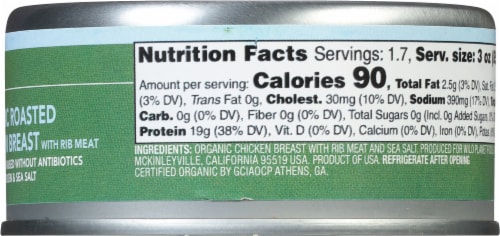 C ROASTED
BREAST WITH RIB MEAT
WITHOUT ANTIBIOTICS
& SEA SALT
Nutrition Facts Servings: 1.7, Serv. size: 3 oz
Amount per serving: Calories 90, Total Fat 2.5g (3% DV), Sat.
(3% DV), Trans Fat 0g, Cholest. 30mg (10% DV), Sodium 390mg (17%
Carb. 0g (0% DV), Fiber 0g (0% DV), Total Sugars 0g (Incl. 0g Added
Protein 19g (38% DV), Vit. D (0% DV), Calcium (0% DV), Iron (0%
INGREDIENTS: ORGANIC CHICKEN BREAST WITH RIB MEAT AND SEA SALT. PRODUCED FOR WILD
MCKINLEYVILLE, CALIFORNIA 95519 USA. PRODUCT OF USA. REFRIGERATE AFTER OPENING
CERTIFIED ORGANIC BY GCIAOCP ATHENS, GA.